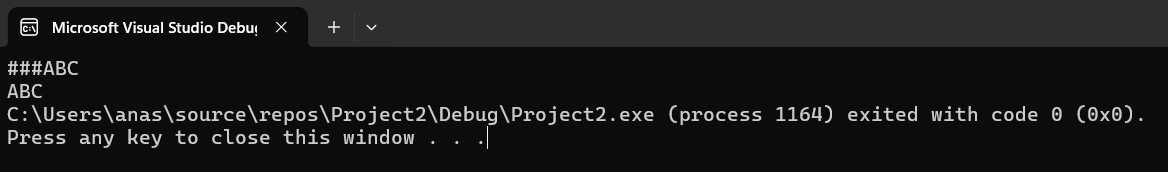 Microsoft Visual Studio Debu
###ABC
ABC
C:\Users\anas\source\repos\Project2\Debug\Project2.exe (process 1164) exited with code 0 (0x0).
Press any key to close this window . . .